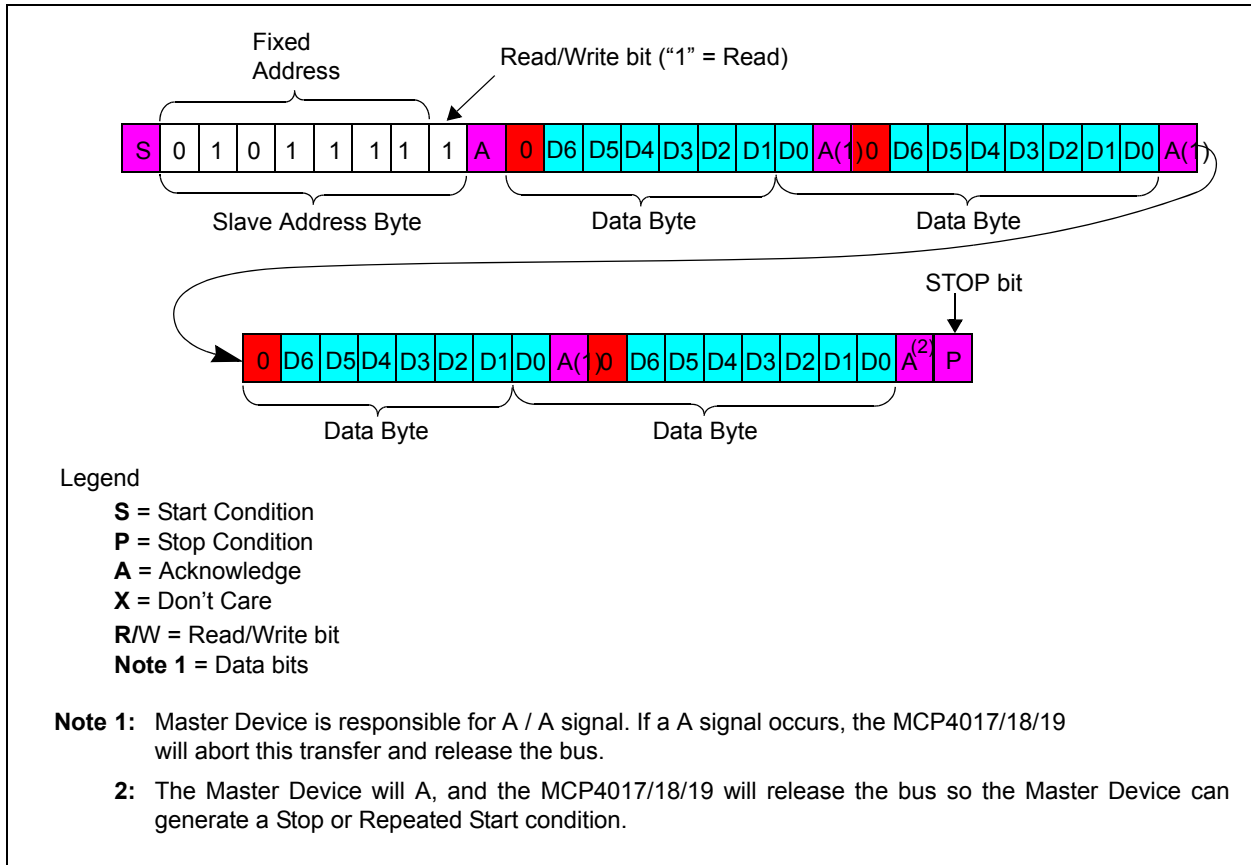 Fixed
Address
Read/Write bit ("1" = Read)
S 0 1 0 1 1 1 1 1 A 0 D6 D5 D4 D3 D2 D1 D0 A(1) 0 D6 D5 D4 D3 D2 D1 D0 A(1)
Slave Address Byte Data Byte Data Byte
STOP bit
0 D6 D5 D4 D3 D2 D1 D0 A(1) 0 D6 D5 D4 D3 D2 D1 D0 A(2) P
Data Byte Data Byte
Legend
S = Start Condition
P = Stop Condition
A = Acknowledge
X = Don't Care
R/W = Read/Write bit
Note 1 = Data bits
Note 1: Master Device is responsible for A / A signal. If a A signal occurs, the MCP4017/18/19
will abort this transfer and release the bus.
2: The Master Device will A, and the MCP4017/18/19 will release the bus so the Master Device can
generate a Stop or Repeated Start condition.